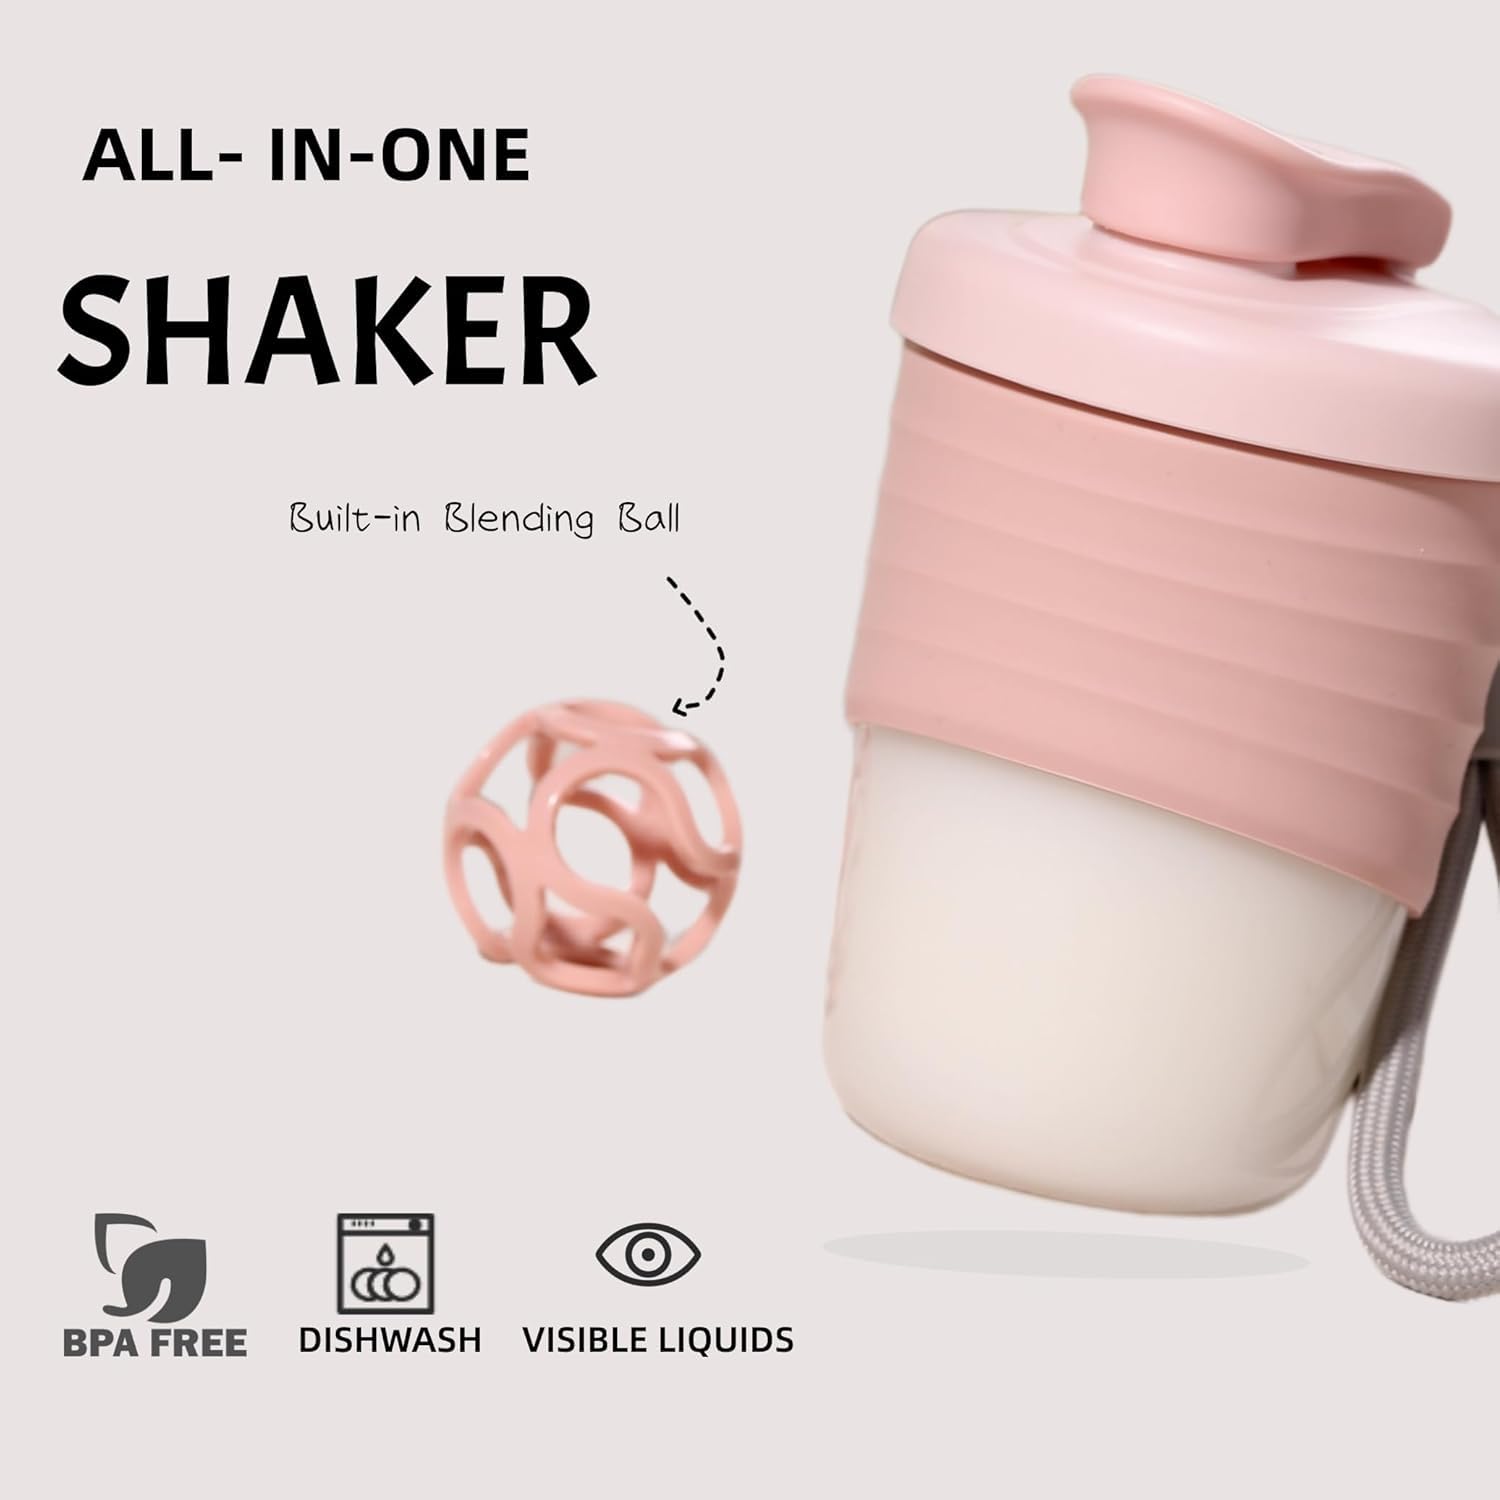 ALL- IN-ONE
SHAKER
Built-in Blending Ball
BPA FREE
DISHWASH
VISIBLE LIQUIDS